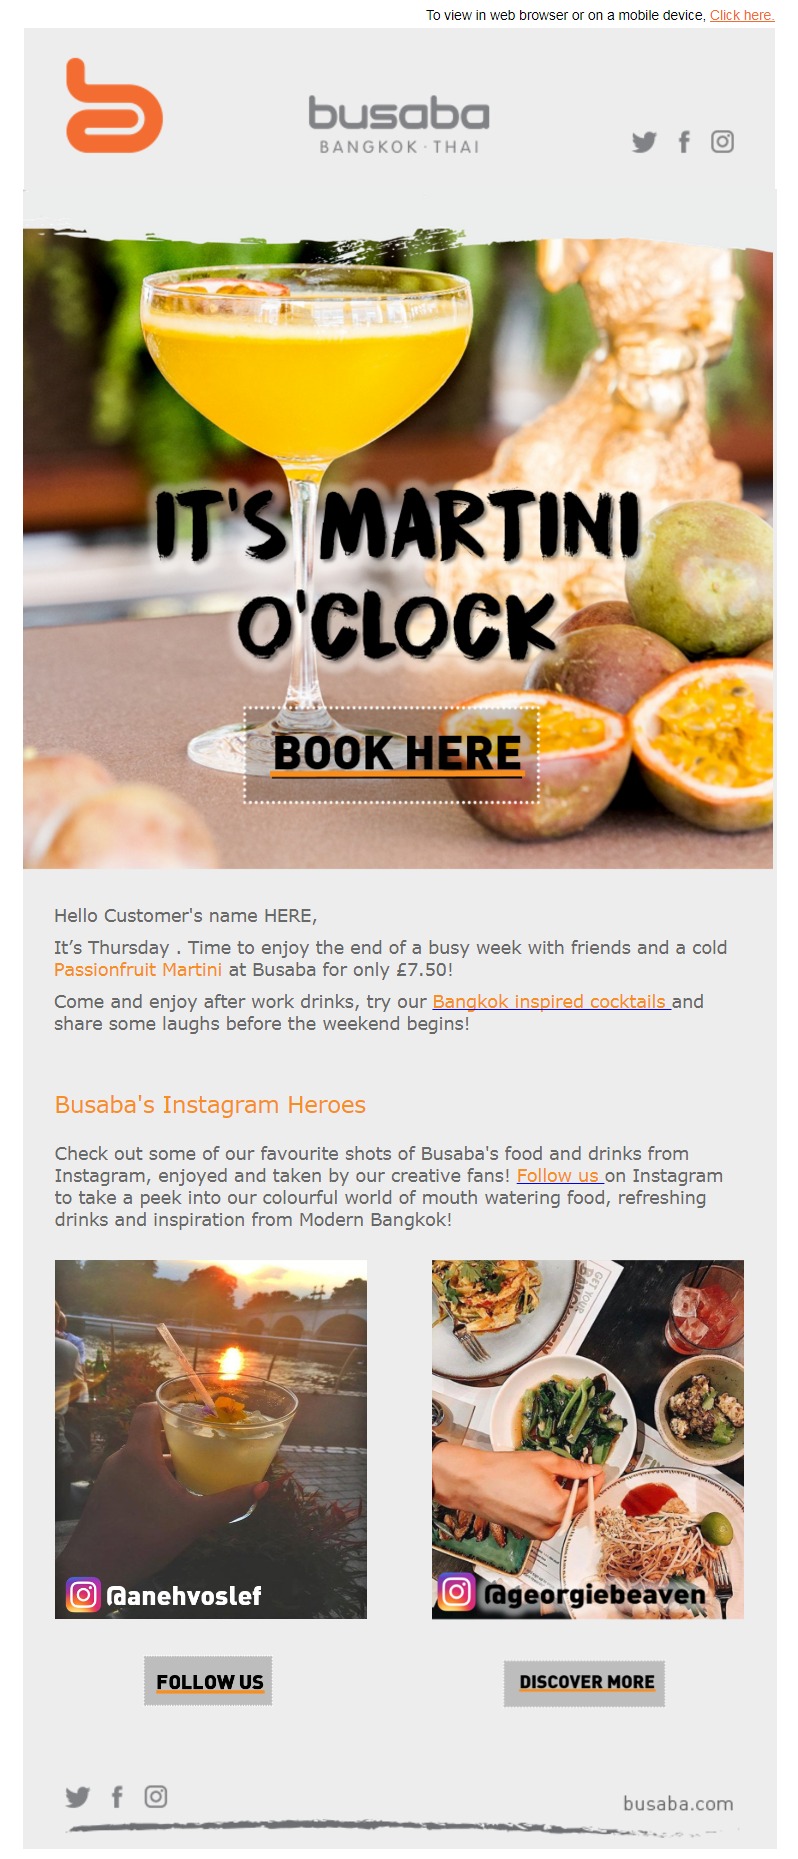 To view in web browser or on a mobile device, Click here.
busaba
BANGKOK · THAI
IT'S MARTINI
O'CLOCK
BOOK HERE
Hello Customer's name HERE,
It’s Thursday . Time to enjoy the end of a busy week with friends and a cold
Passionfruit Martini at Busaba for only £7.50!
Come and enjoy after work drinks, try our Bangkok inspired cocktails and
share some laughs before the weekend begins!
Busaba's Instagram Heroes
Check out some of our favourite shots of Busaba's food and drinks from
Instagram, enjoyed and taken by our creative fans! Follow us on Instagram
to take a peek into our colourful world of mouth watering food, refreshing
drinks and inspiration from Modern Bangkok!
GET YOUR
@anehvoslef
@georgiebeaven
FOLLOW US
DISCOVER MORE
busaba.com